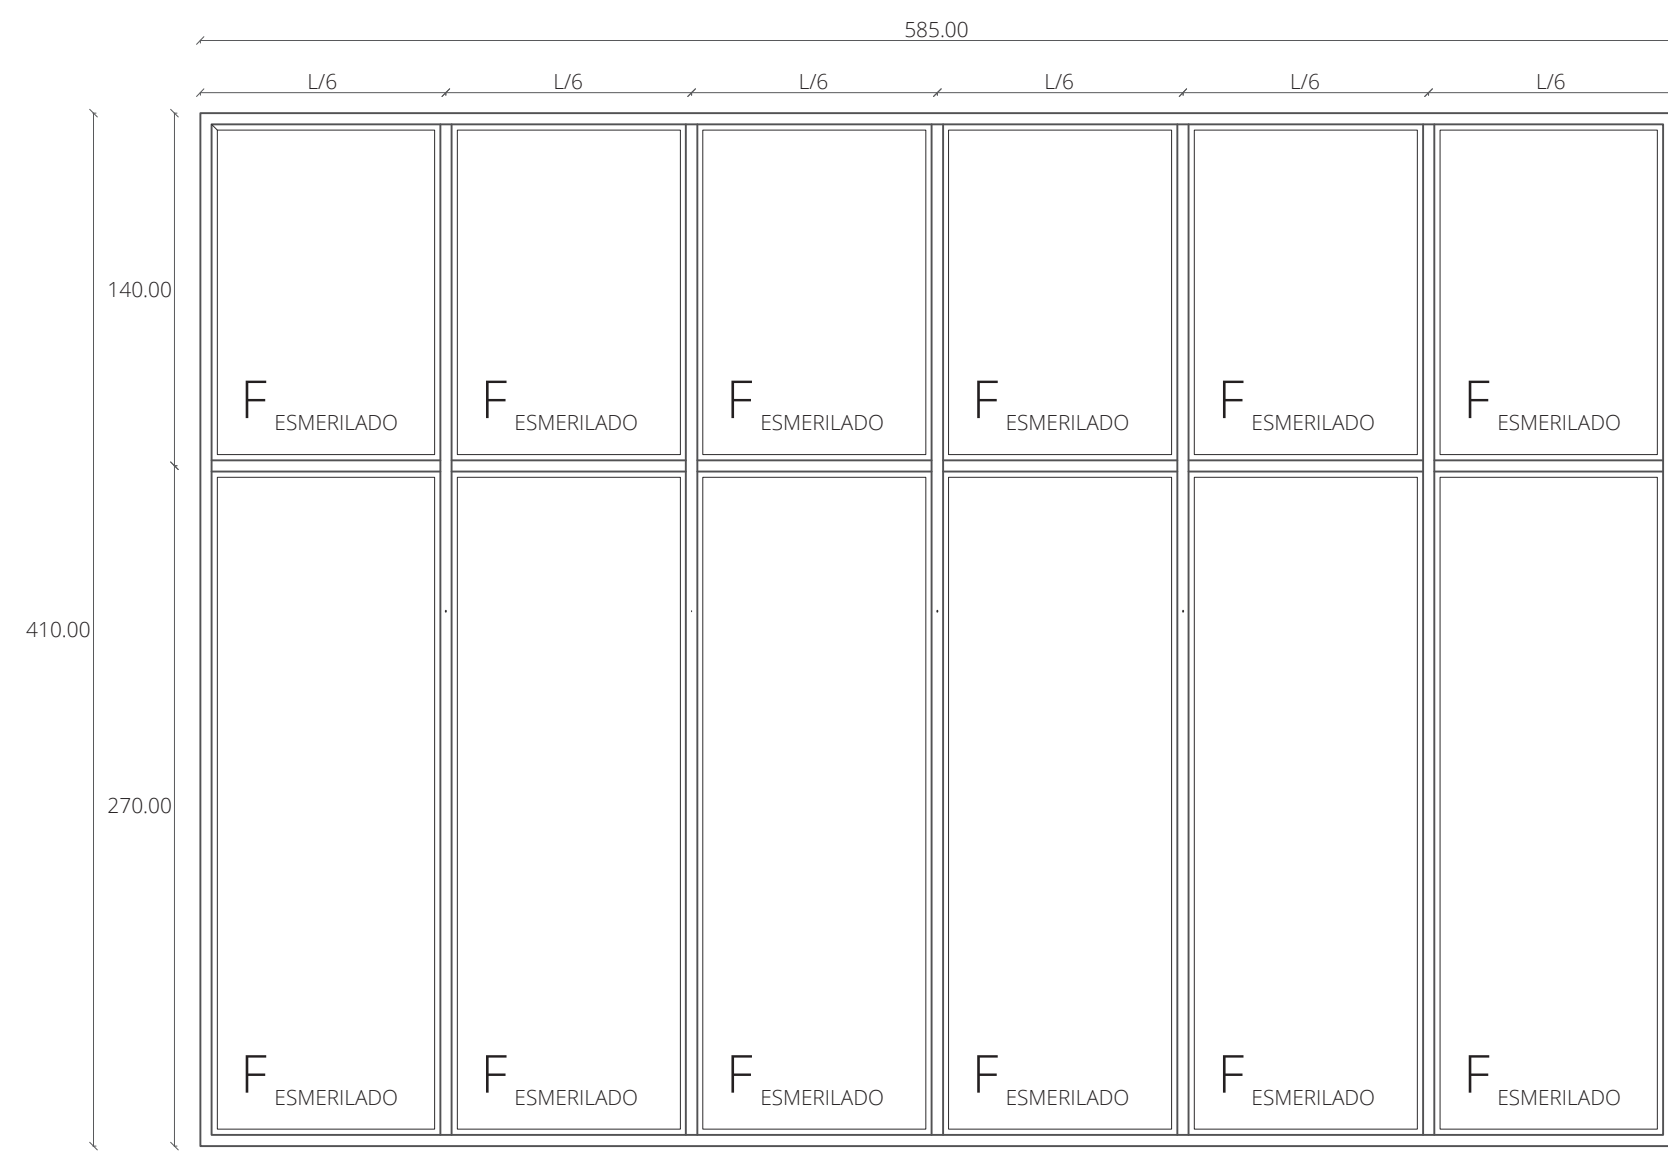 585.00
L/6 L/6 L/6 L/6 L/6 L/6
140.00
F ESMERILADO F ESMERILADO F ESMERILADO F ESMERILADO F ESMERILADO F ESMERILADO
410.00
270.00
F ESMERILADO F ESMERILADO F ESMERILADO F ESMERILADO F ESMERILADO F ESMERILADO